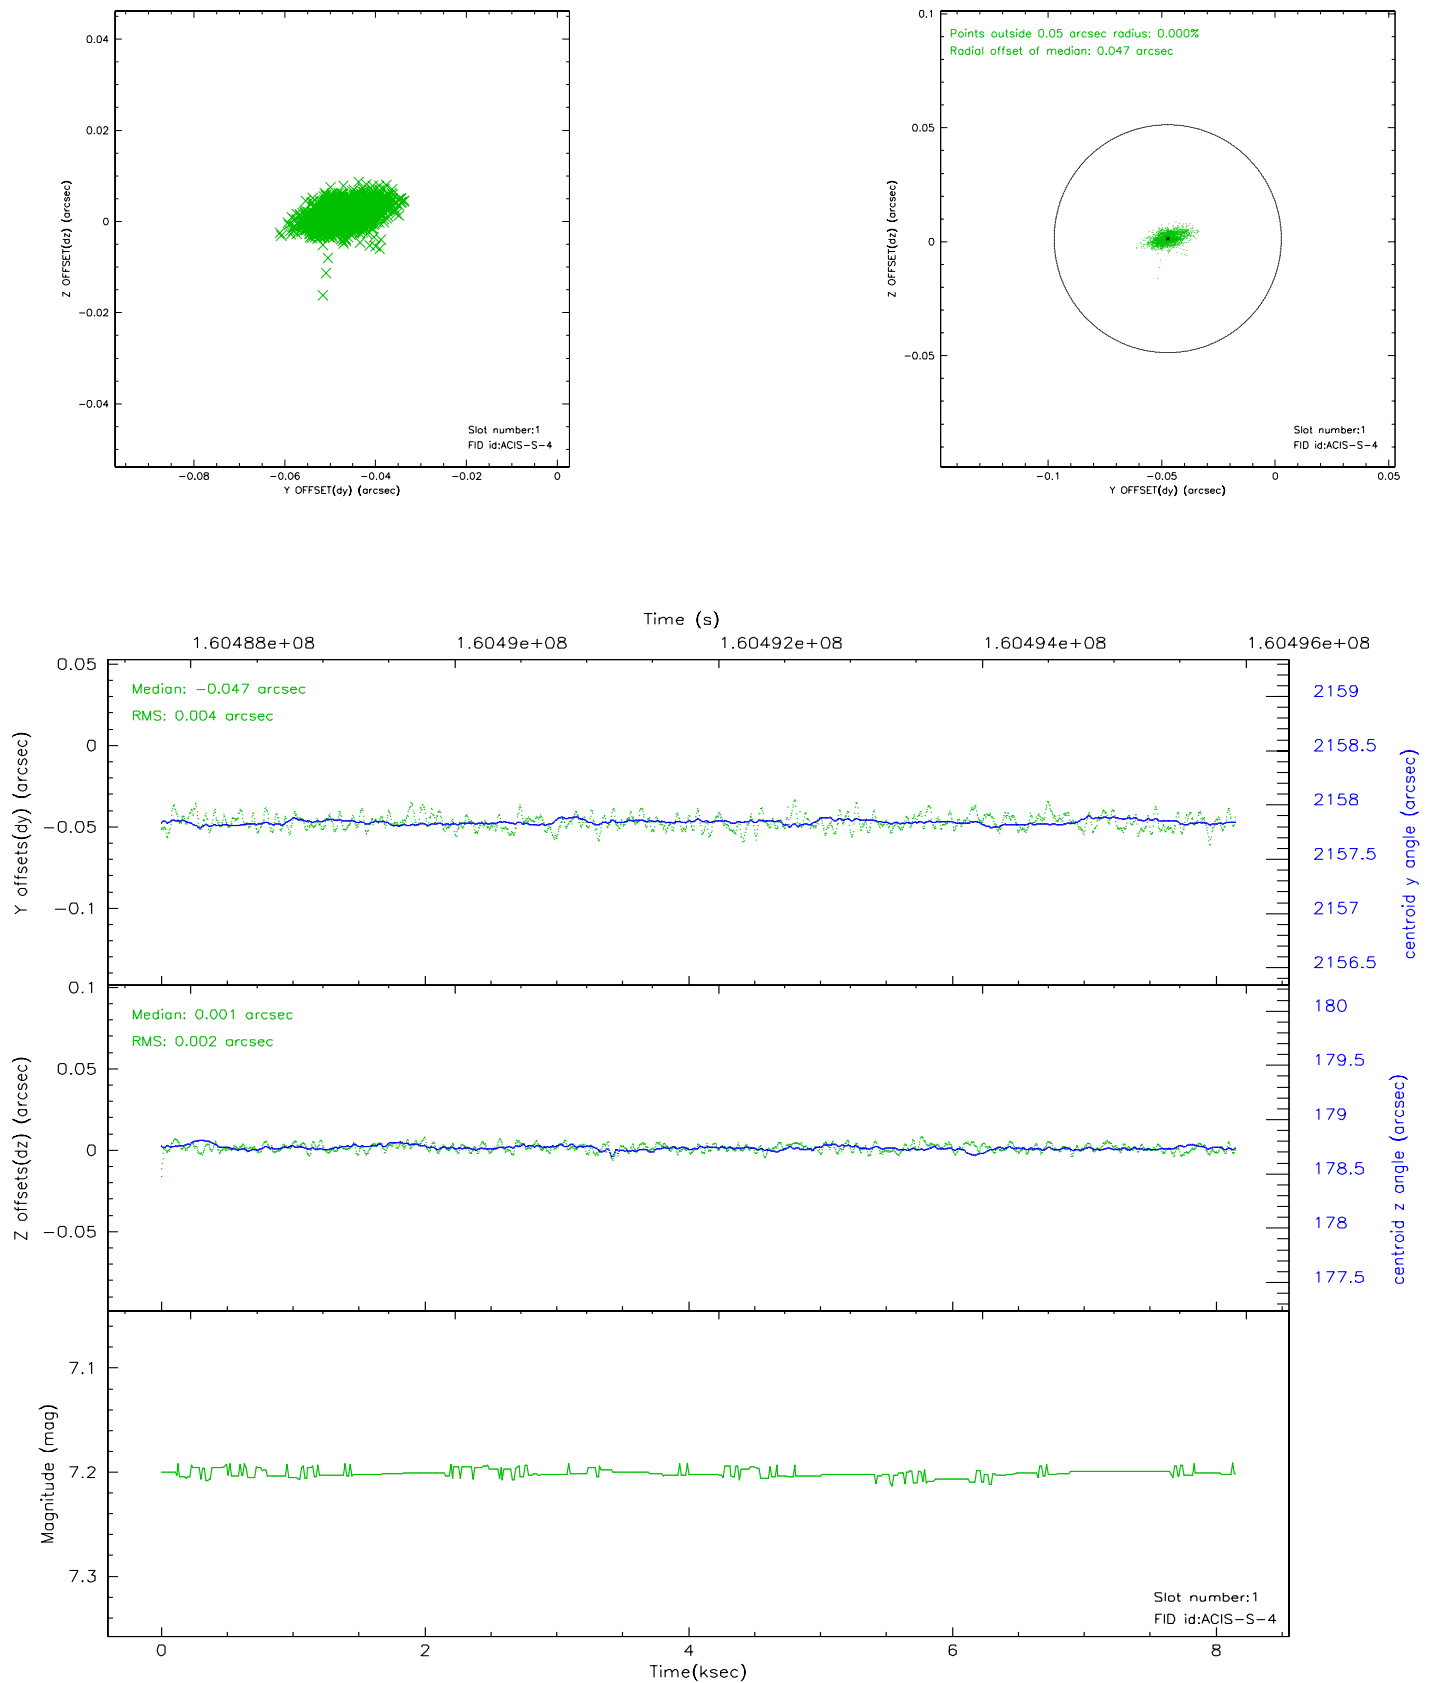 0.04
0.02
0
−0.02
−0.04
Z OFFSET(dz) (arcsec)
Slot number:1
FID id:ACIS−S−4
−0.08
−0.06
−0.04
−0.02
0
Y OFFSET(dy) (arcsec)
0.1
0.05
0
−0.05
Z OFFSET(dz) (arcsec)
Points outside 0.05 arcsec radius: 0.000%
Radial offset of median: 0.047 arcsec
Slot number:1
FID id:ACIS−S−4
−0.1
−0.05
0
0.05
Y OFFSET(dy) (arcsec)
Time (s)
1.60488e+08
1.6049e+08
1.60492e+08
1.60494e+08
1.60496e+08
0.05
0
−0.05
−0.1
Y offsets(dy) (arcsec)
Median: −0.047 arcsec
RMS: 0.004 arcsec
2159
2158.5
2158
2157.5
2157
2156.5
centroid y angle (arcsec)
0.1
0.05
0
−0.05
Z offsets(dz) (arcsec)
Median: 0.001 arcsec
RMS: 0.002 arcsec
180
179.5
179
178.5
178
177.5
centroid z angle (arcsec)
7.1
7.2
7.3
Magnitude (mag)
Slot number:1
FID id:ACIS−S−4
0
2
4
6
8
Time(ksec)